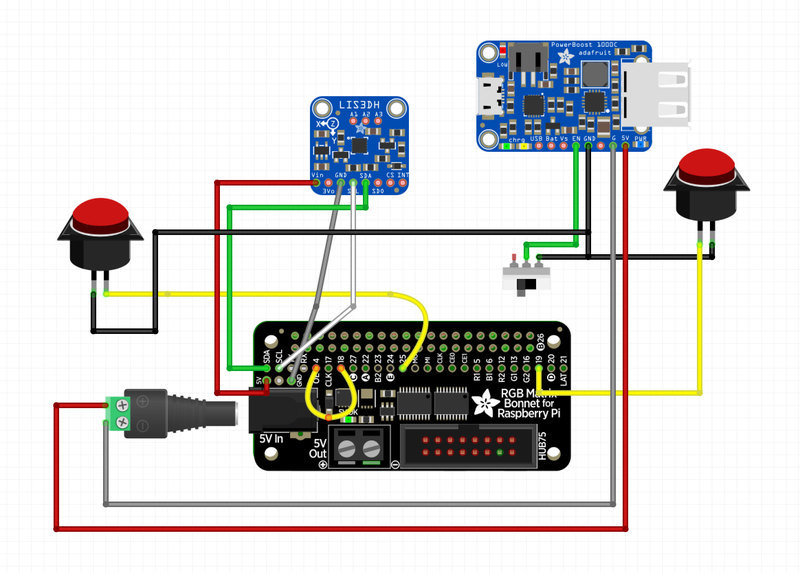 PowerBoost 1000C
adafruit
LOW
chrg
USB
Bat
Vs
EN
GND
G
5V
PWR
LIS3DH
A1 A2 A3
X Z
Y
Vin
GND
SCL
SDA
CS INT
3Vo
SDO
SDA
SCL
RX
4
17
18
27
22
23
24
25
MI
CLK
CE0
CE1
5
6
12
13
16
19
20
21
26
5V
GND
OE
CLK
A
B2
B1
R2
G1
G2
LAT
RGB Matrix
Bonnet for
Raspberry Pi
5V In
5V
Out
HUB75